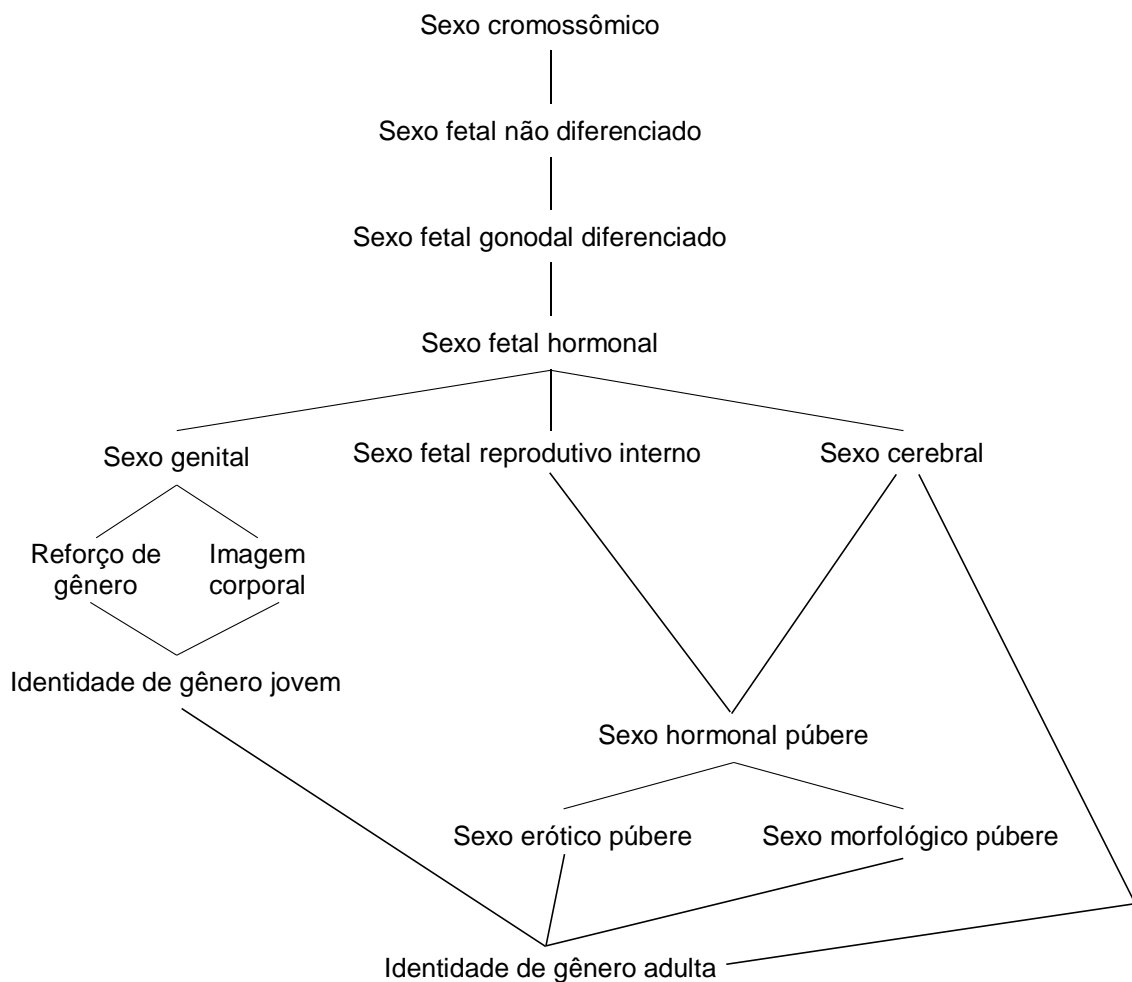 Sexo cromossômico
Sexo fetal não diferenciado
Sexo fetal gonodal diferenciado
Sexo fetal hormonal
Sexo genital
Sexo fetal reprodutivo interno
Sexo cerebral
Reforço de
gênero
Imagem
corporal
Identidade de gênero jovem
Sexo hormonal púbere
Sexo erótico púbere
Sexo morfológico púbere
Identidade de gênero adulta